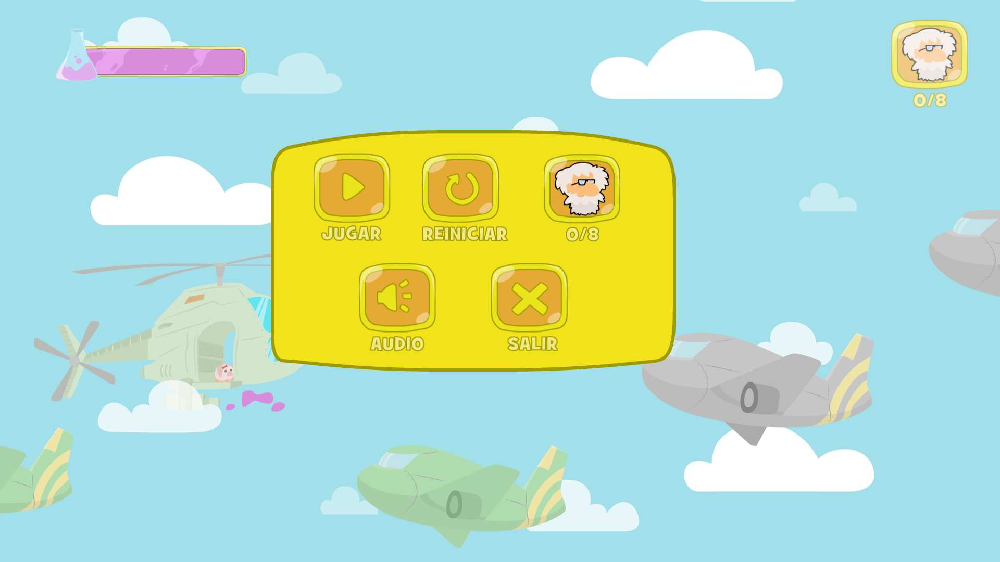 0/8
JUGAR
REINICIAR
0/8
AUDIO
SALIR